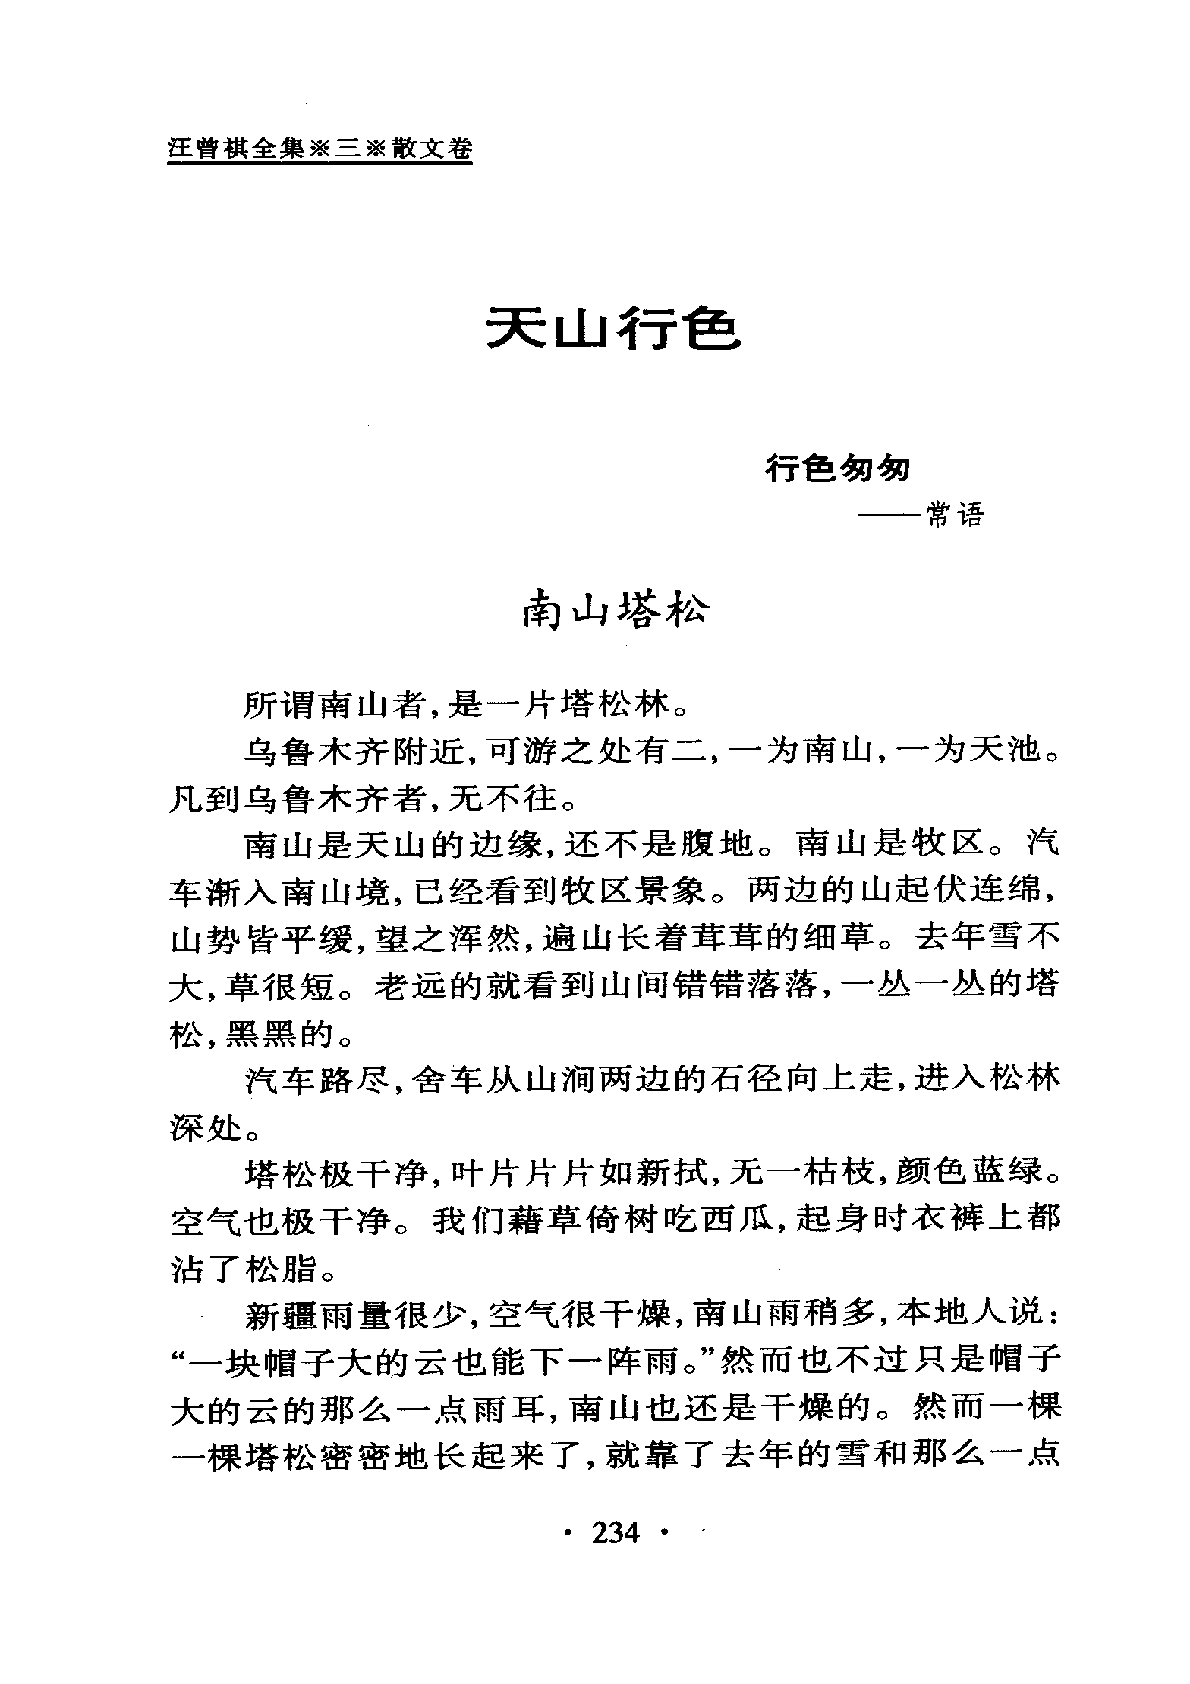 汪曾祺全集※三※散文卷
天山行色
行色匆匆
——常语
南山塔松
所谓南山者,是一片塔松林。
乌鲁木齐附近,可游之处有二,一为南山,一为天池。
凡到乌鲁木齐者,无不往。
南山是天山的边缘,还不是腹地。南山是牧区。汽
车渐入南山境,已经看到牧区景象。两边的山起伏连绵,
山势皆平缓,望之浑然,遍山长着茸茸的细草。去年雪不
大,草很短。老远的就看到山间错错落落,一丛一丛的塔
松,黑黑的。
汽车路尽,舍车从山涧两边的石径向上走,进入松林
深处。
塔松极干净,叶片片片如新拭,无一枯枝,颜色蓝绿。
空气也极干净。我们藉草倚树吃西瓜,起身时衣裤上都
沾了松脂。
新疆雨量很少,空气很干燥,南山雨稍多,本地人说:
“一块帽子大的云也能下一阵雨。”然而也不过只是帽子
大的云的那么一点雨耳,南山也还是干燥的。然而一棵
一棵塔松密密地长起来了,就靠了去年的雪和那么一点
· 234 ·